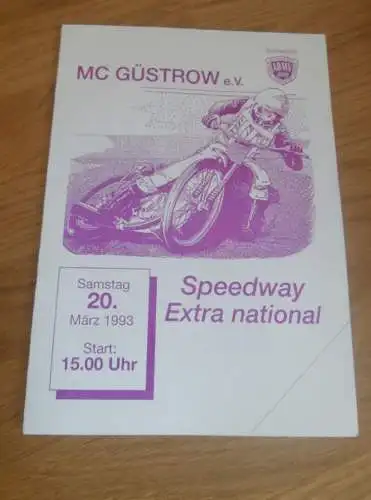 MC GÜSTROW e.V.
Samstag
20.
März 1993
Start:
15.00 Uhr
Speedway
Extra national